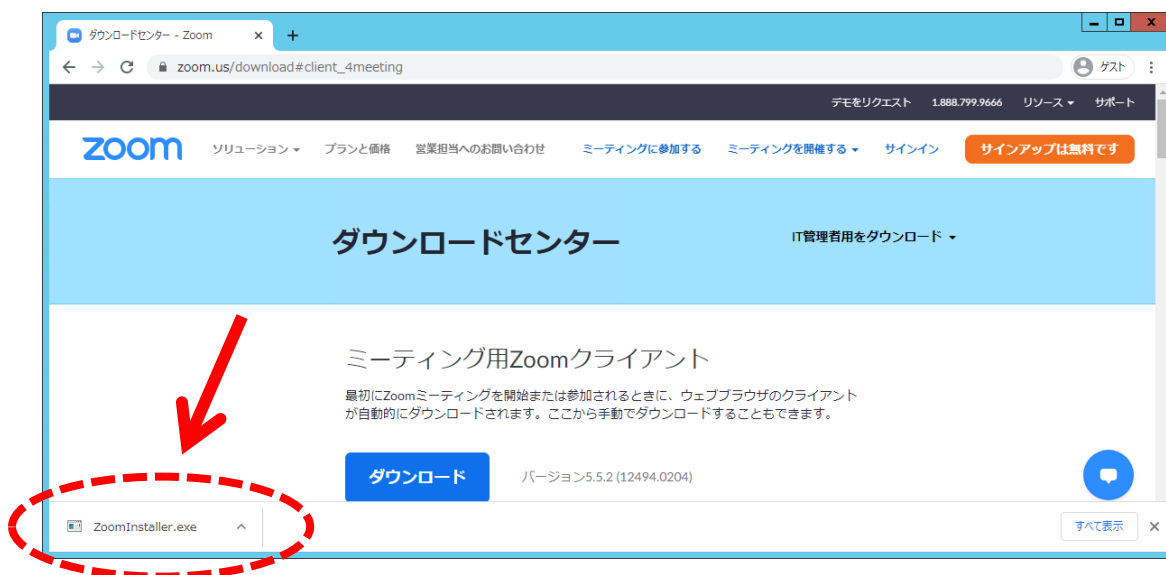 ダウンロードセンター - Zoom
zoom.us/download#client_4meeting
ゲスト
デモをリクエスト 1.888.799.9666 リソース サポート
zoom ソリューション プランと価格 営業担当へのお問い合わせ ミーティングに参加する ミーティングを開催する サインイン サインアップは無料です
ダウンロードセンター
IT管理者用をダウンロード
ミーティング用Zoomクライアント
最初にZoomミーティングを開始または参加されるときに、ウェブブラウザのクライアント
が自動的にダウンロードされます。ここから手動でダウンロードすることもできます。
ダウンロード
バージョン5.5.2 (12494.0204)
ZoomInstaller.exe
すべて表示